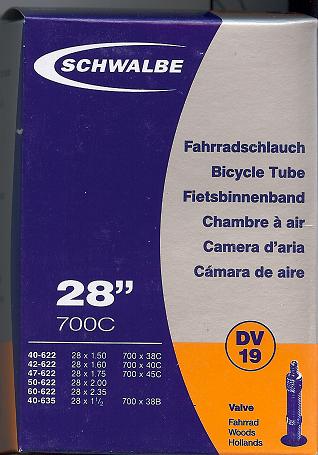 SCHWALBE
Fahrradschlauch
Bicycle Tube
Fietsbinnenband
Chambre à air
Camera d'aria
Cámara de aire
28"
700C
DV
19
40-622 28 x 1.50 700 x 38C
42-622 28 x 1.60 700 x 40C
47-622 28 x 1.75 700 x 45C
50-622 28 x 2.00
60-622 28 x 2.35
40-635 28 x 1½ 700 x 38B
Valve
Fahrrad
Woods
Hollands